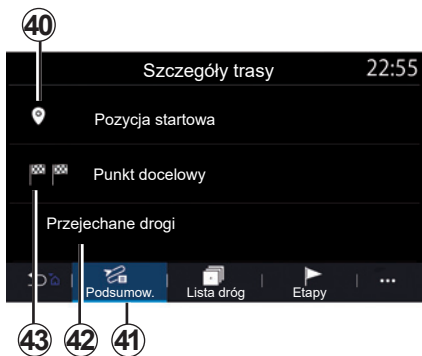 40
Szczegóły trasy 22:55
Pozycja startowa
Punkt docelowy
Przejechane drogi
Podsumow. Lista dróg Etapy ...
43 42 41